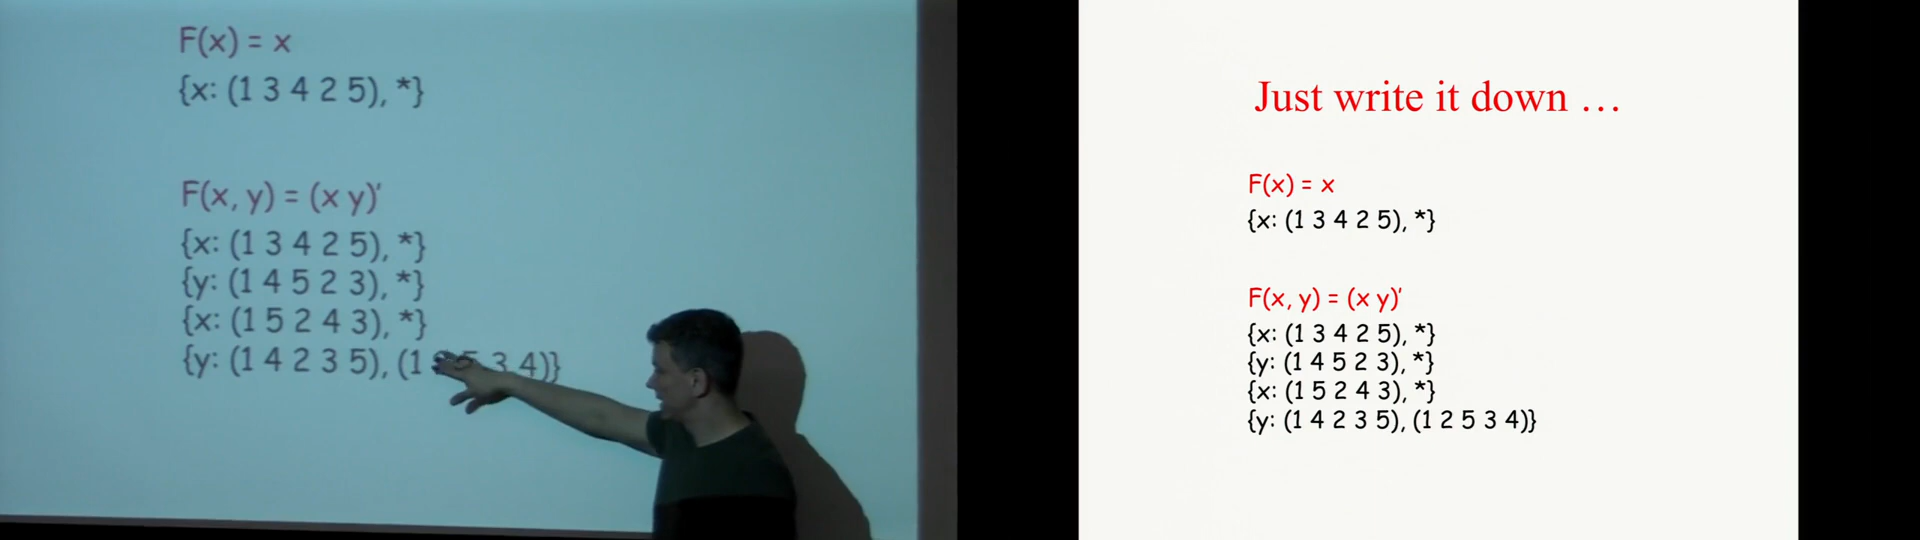 F(x) = x
{x: (1 3 4 2 5), *}
F(x, y) = (x y)'
{x: (1 3 4 2 5), *}
{y: (1 4 5 2 3), *}
{x: (1 5 2 4 3), *}
{y: (1 4 2 3 5), (1 2 5 3 4)}
Just write it down …
F(x) = x
{x: (1 3 4 2 5), *}
F(x, y) = (x y)'
{x: (1 3 4 2 5), *}
{y: (1 4 5 2 3), *}
{x: (1 5 2 4 3), *}
{y: (1 4 2 3 5), (1 2 5 3 4)}